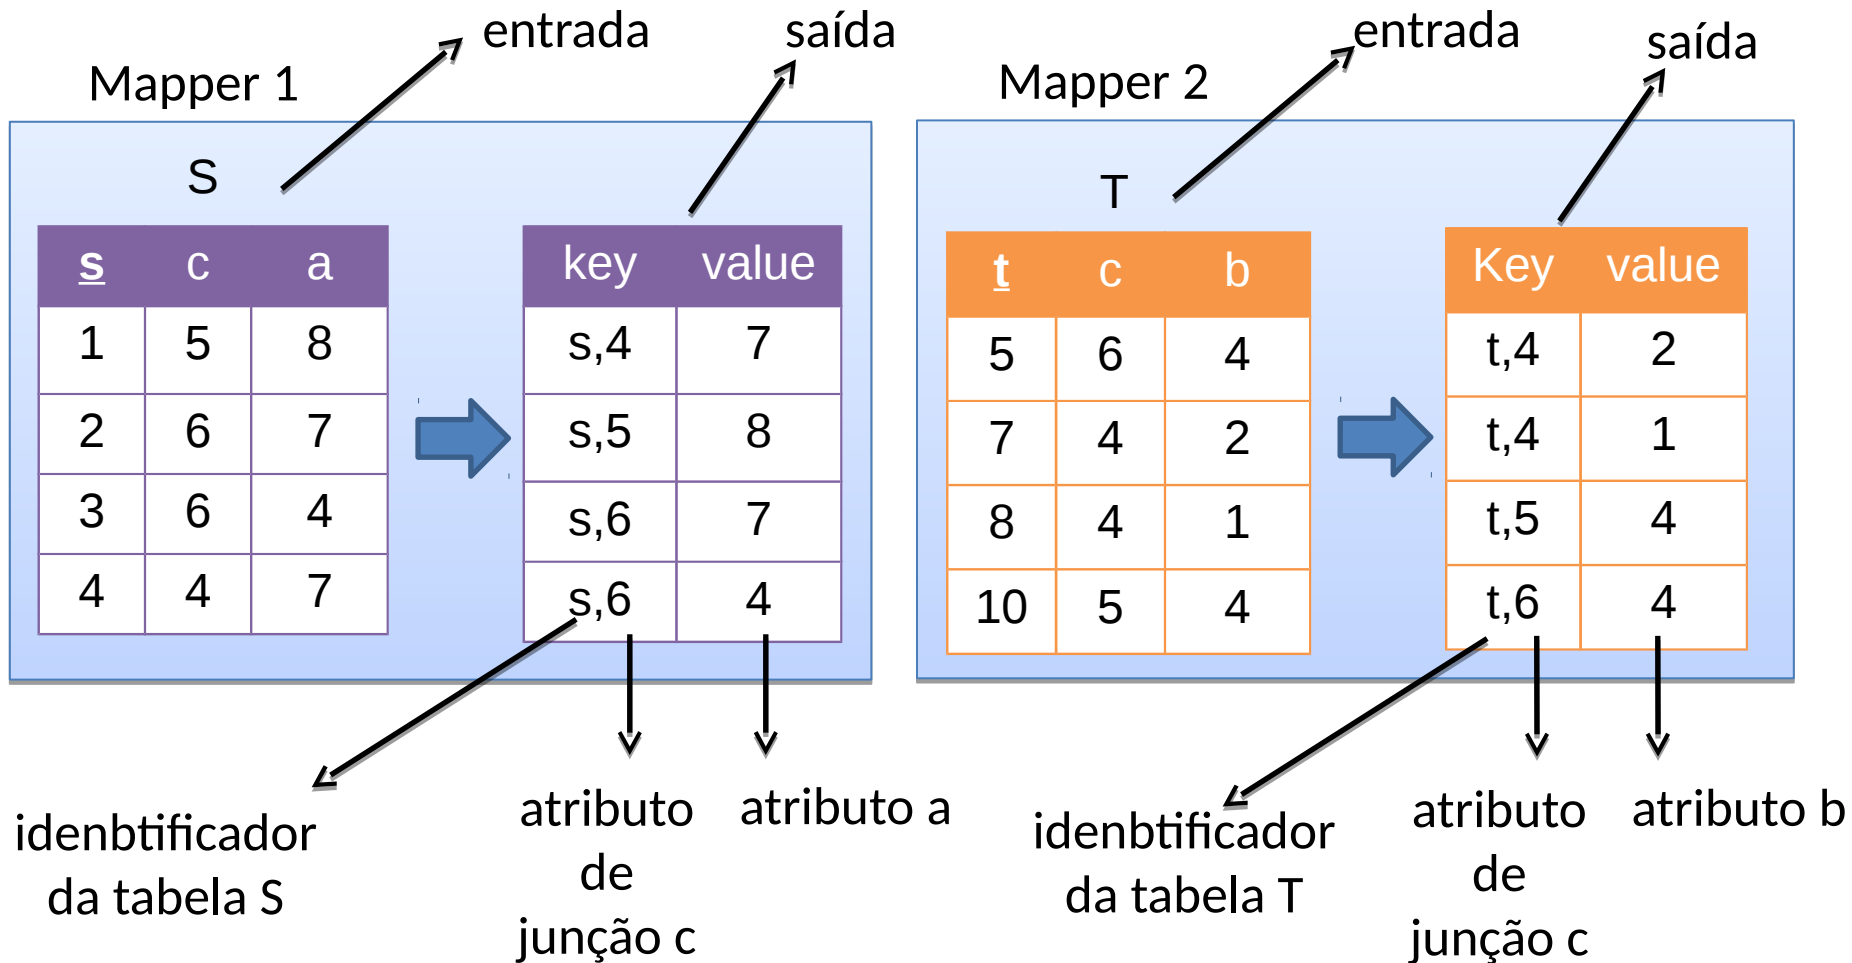 Mapper 1
entrada
saída
S
s c a
1 5 8
2 6 7
3 6 4
4 4 7
key value
s,4 7
s,5 8
s,6 7
s,6 4
idenbtificador
da tabela S
atributo
de
junção c
atributo a
Mapper 2
entrada
saída
T
t c b
5 6 4
7 4 2
8 4 1
10 5 4
Key value
t,4 2
t,4 1
t,5 4
t,6 4
idenbtificador
da tabela T
atributo
de
junção c
atributo b